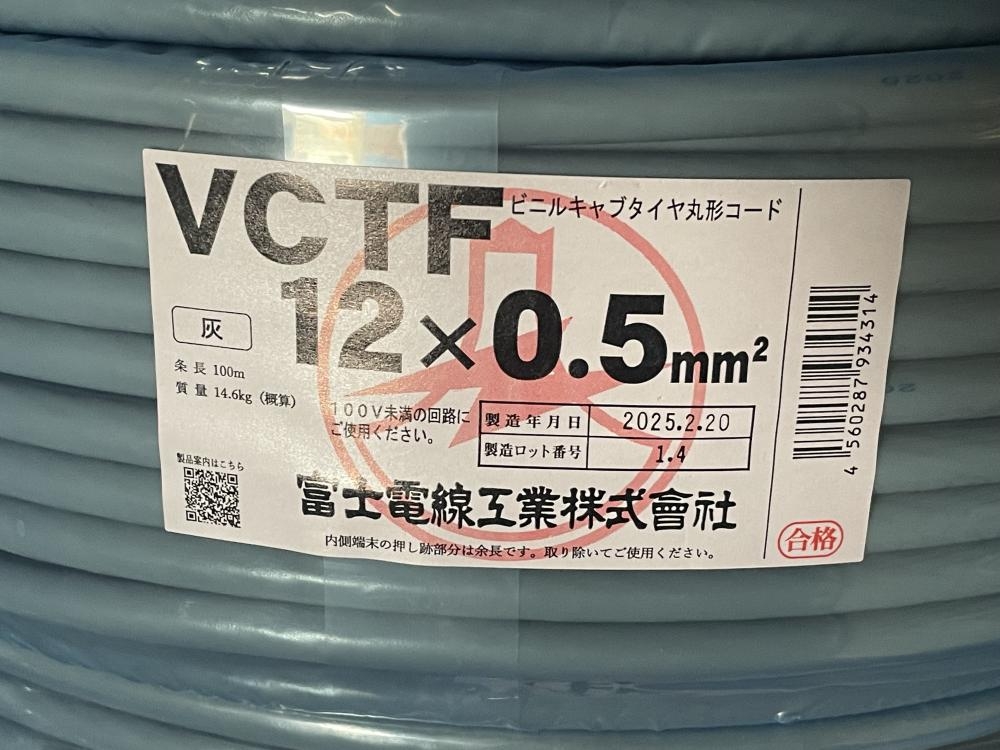 VCTF
ビニルキャブタイヤ丸形コード
12×0.5mm²
灰
条長 100m
質量 14.6kg（概算）
100V未満の回路に
ご使用ください。
製造年月日 2025.2.20
製造ロット番号 1.4
製品案内はこちら
富士電線工業株式會社
内側端末の押し跡部分は余長です。取り除いてご使用ください。
4560287934314
合格
2025